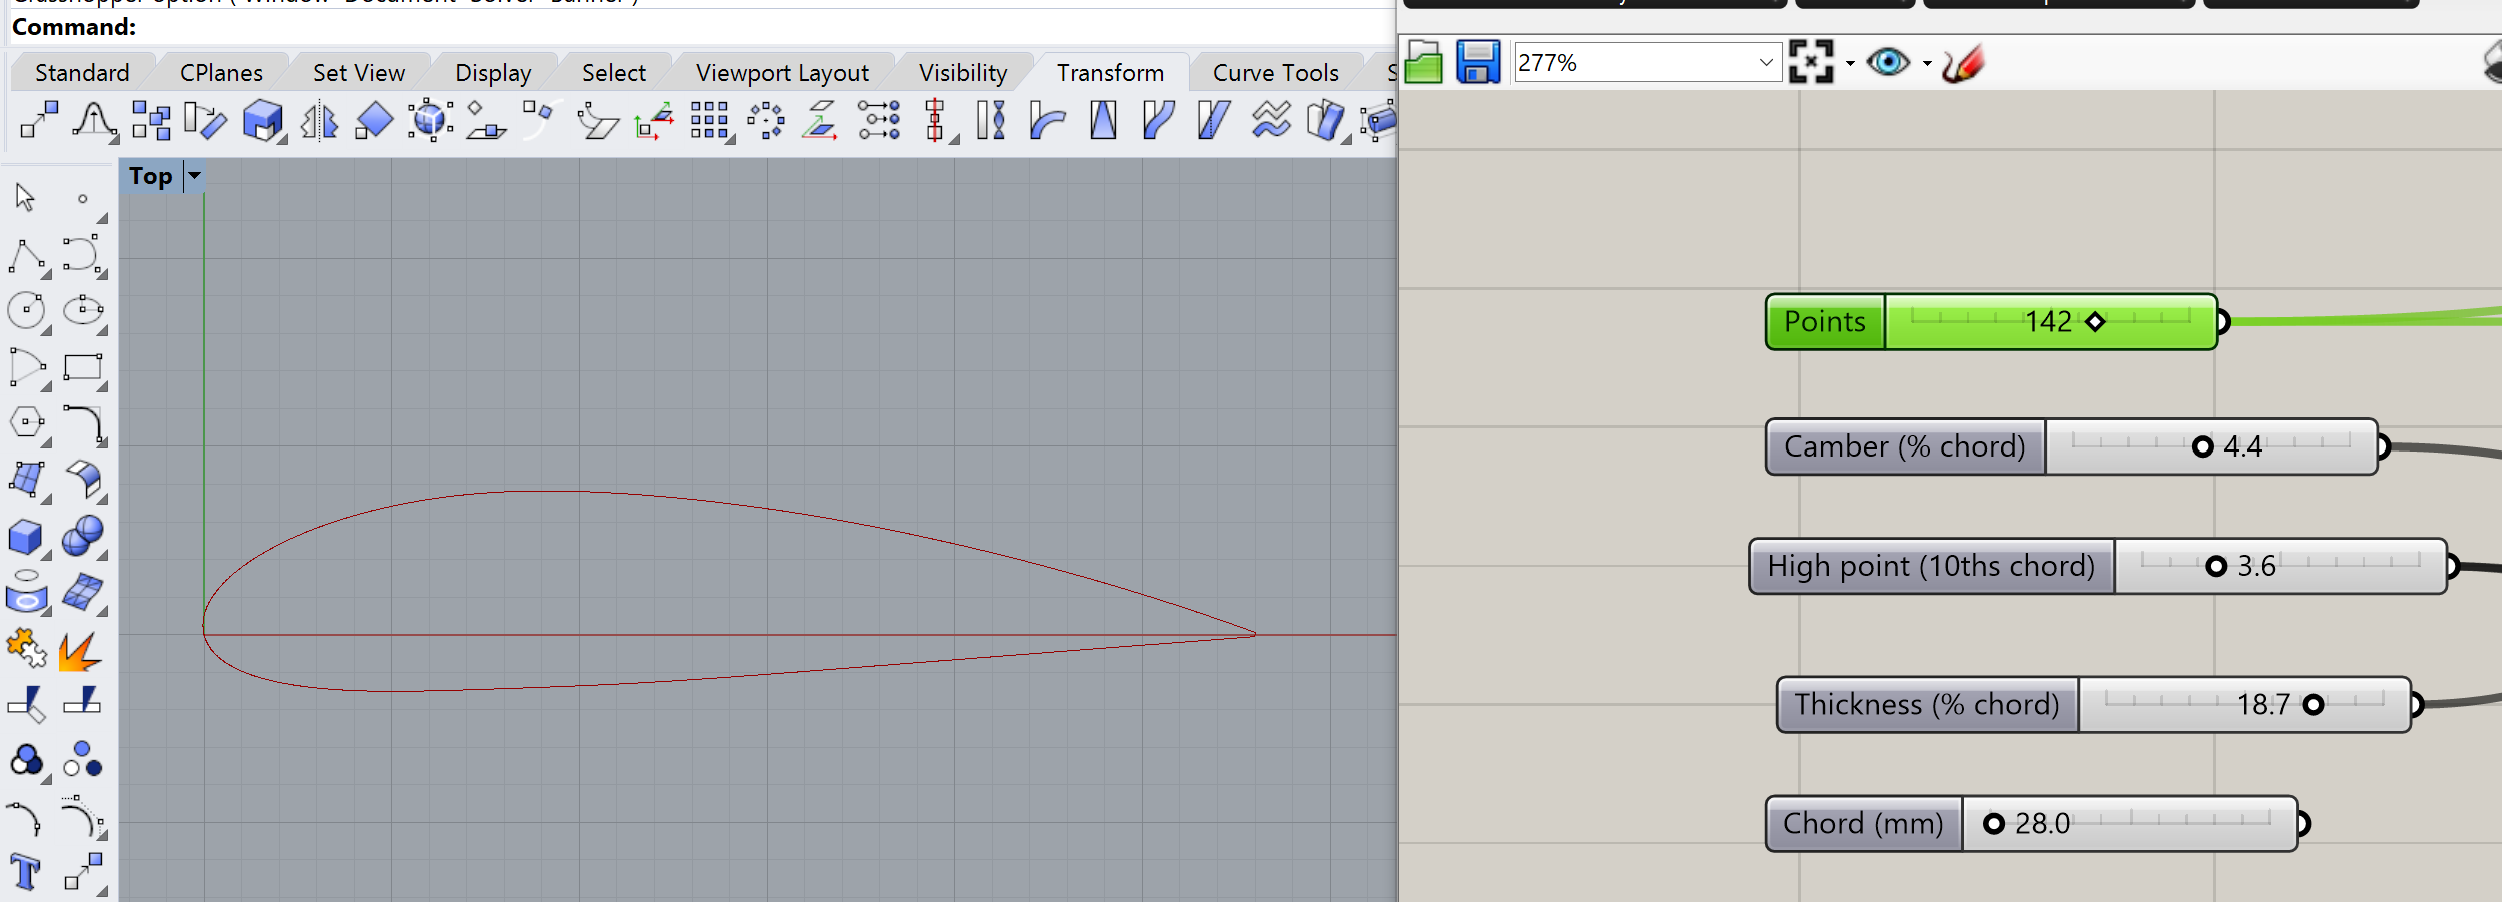 Command:
Standard CPlanes Set View Display Select Viewport Layout Visibility Transform Curve Tools
277%
Top
Points 142
Camber (% chord) 4.4
High point (10ths chord) 3.6
Thickness (% chord) 18.7
Chord (mm) 28.0